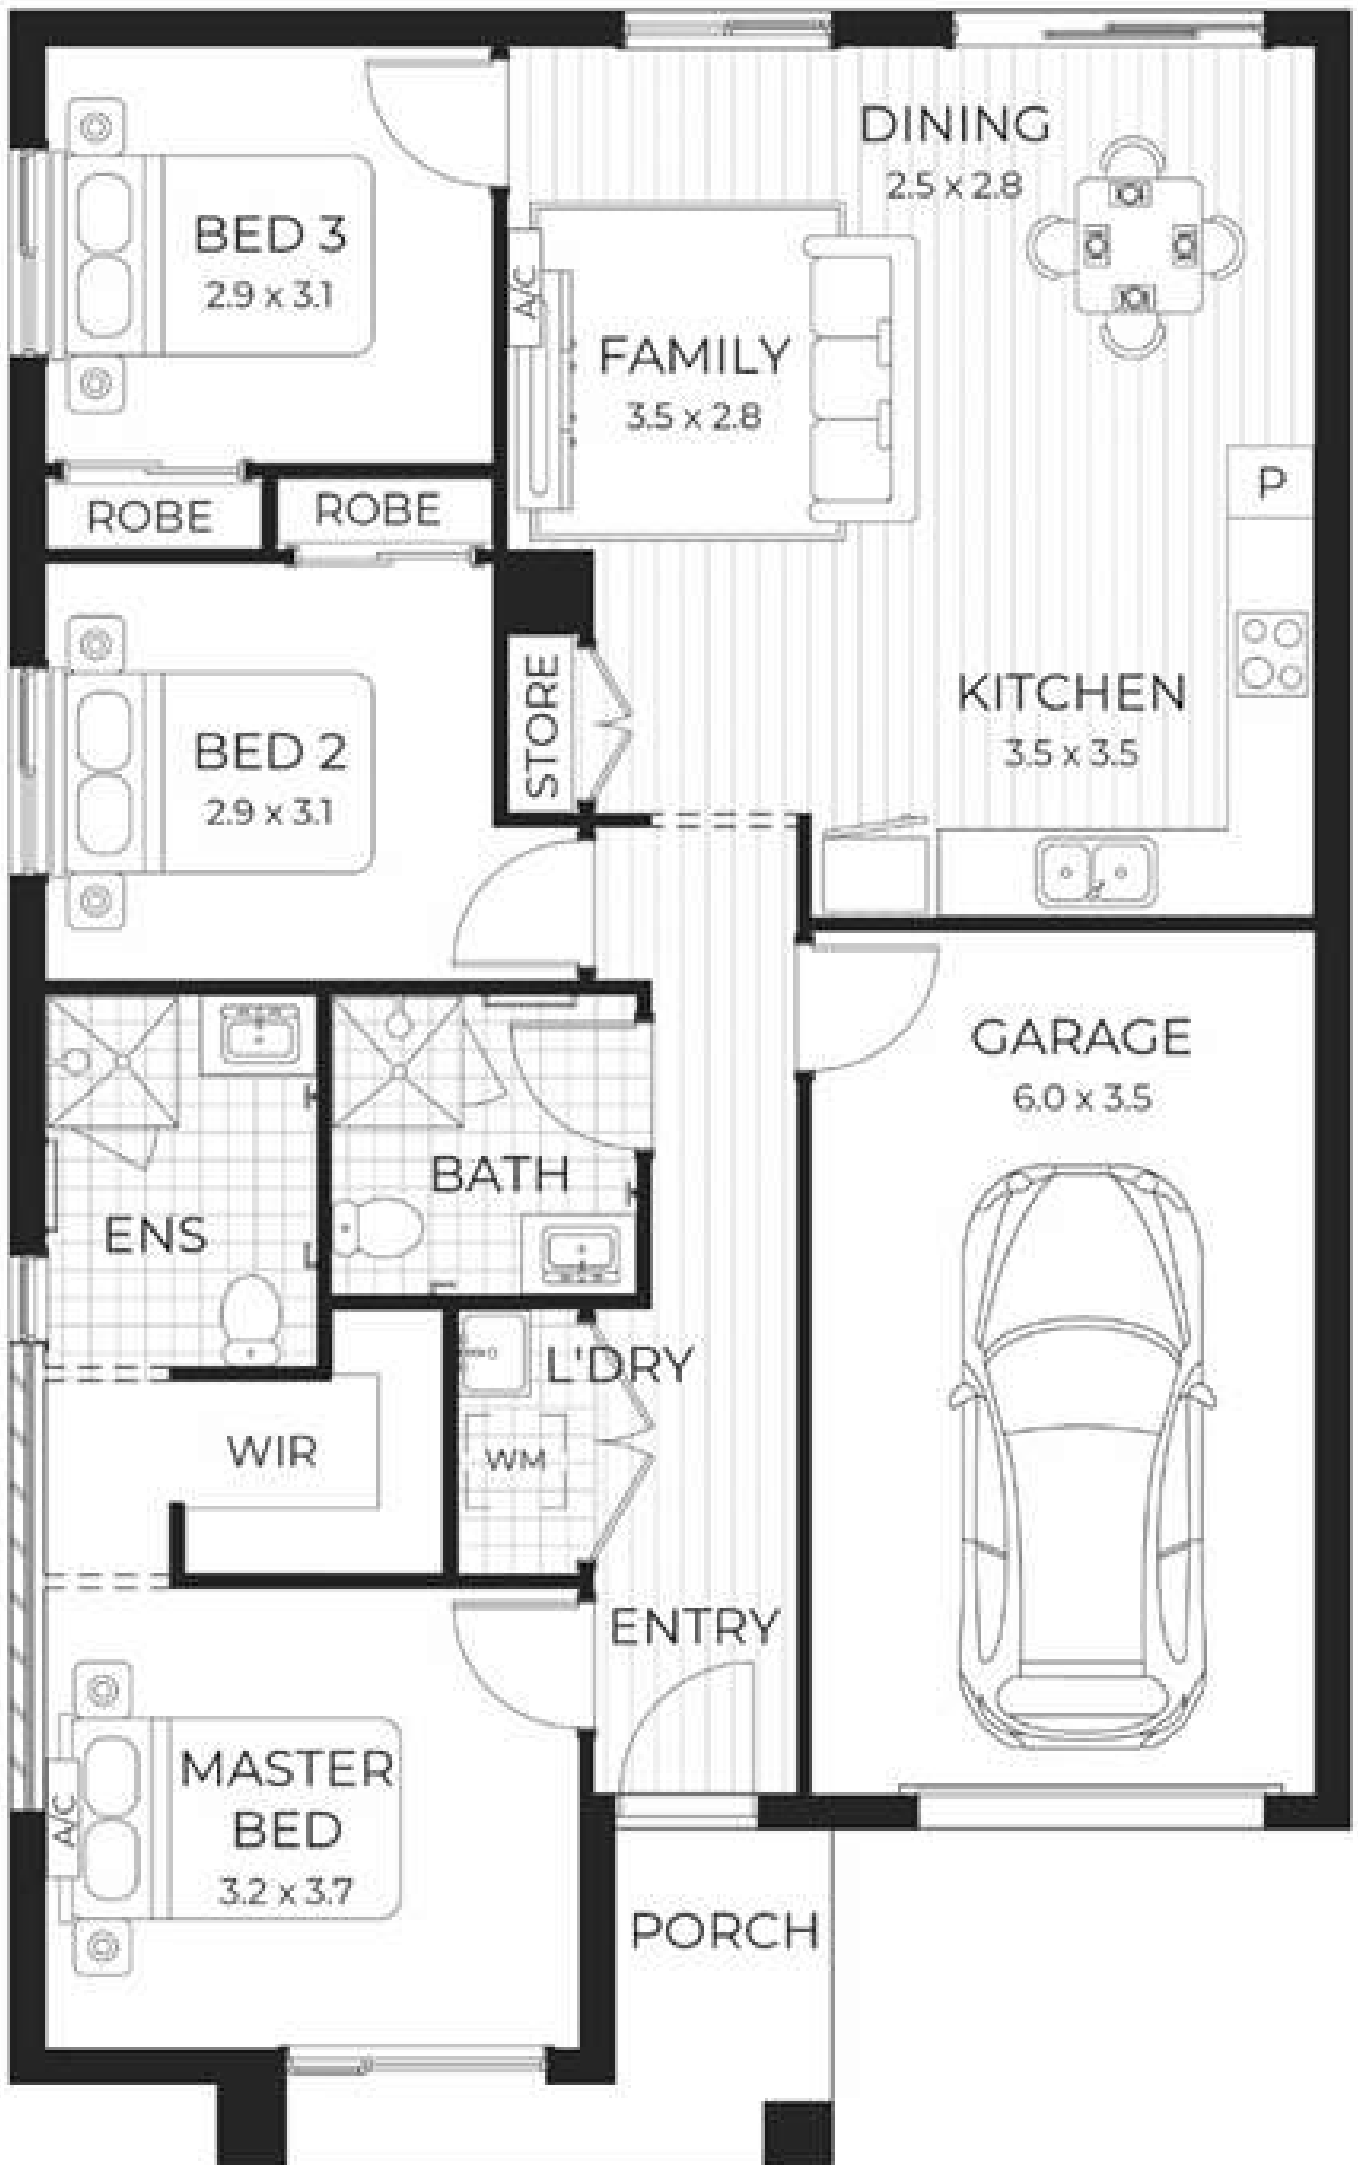 DINING
2.5 x 2.8
BED 3
2.9 x 3.1
A/C
FAMILY
3.5 x 2.8
P
ROBE
ROBE
STORE
KITCHEN
3.5 x 3.5
BED 2
2.9 x 3.1
GARAGE
6.0 x 3.5
BATH
ENS
L'DRY
WIR
WM
ENTRY
MASTER
BED
3.2 x 3.7
A/C
PORCH